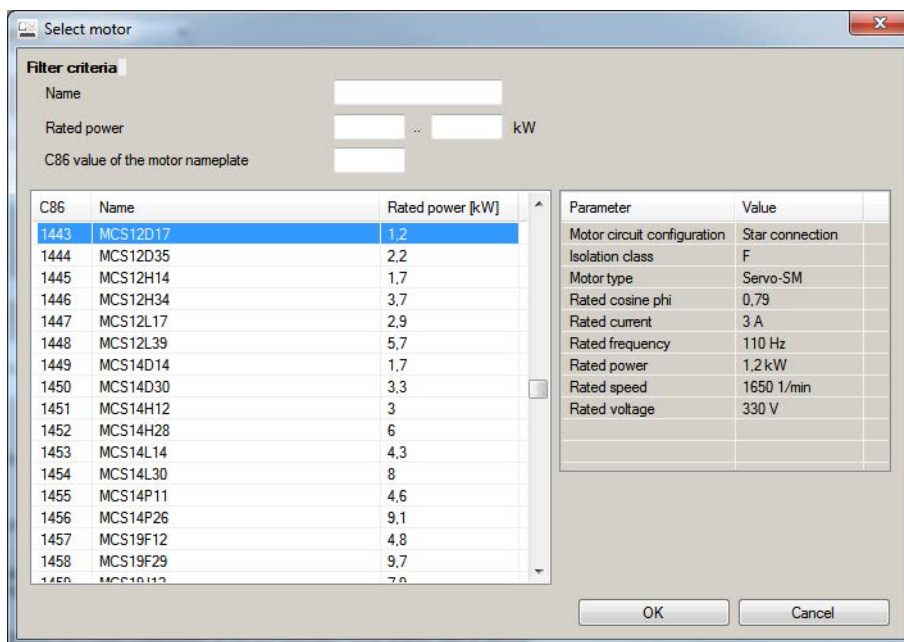 Select motor
Filter criteria
Name
Rated power .. kW
C86 value of the motor nameplate
C86 Name Rated power [kW]
1443 MCS12D17 1,2
1444 MCS12D35 2,2
1445 MCS12H14 1,7
1446 MCS12H34 3,7
1447 MCS12L17 2,9
1448 MCS12L39 5,7
1449 MCS14D14 1,7
1450 MCS14D30 3,3
1451 MCS14H12 3
1452 MCS14H28 6
1453 MCS14L14 4,3
1454 MCS14L30 8
1455 MCS14P11 4,6
1456 MCS14P26 9,1
1457 MCS19F12 4,8
1458 MCS19F29 9,7
Parameter Value
Motor circuit configuration Star connection
Isolation class F
Motor type Servo-SM
Rated cosine phi 0,79
Rated current 3 A
Rated frequency 110 Hz
Rated power 1,2 kW
Rated speed 1650 1/min
Rated voltage 330 V
OK Cancel